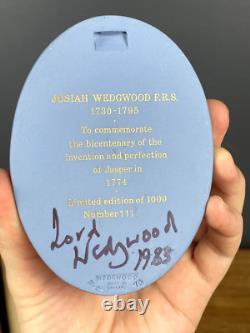 JOSIAH WEDGWOOD F.R.S.
1730-1795
To commemorate
the bicentenary of the
invention and perfection
of Jasper in
1774
Limited edition of 1000
Number 111
Lord
Wedgwood
1985
WEDGWOOD